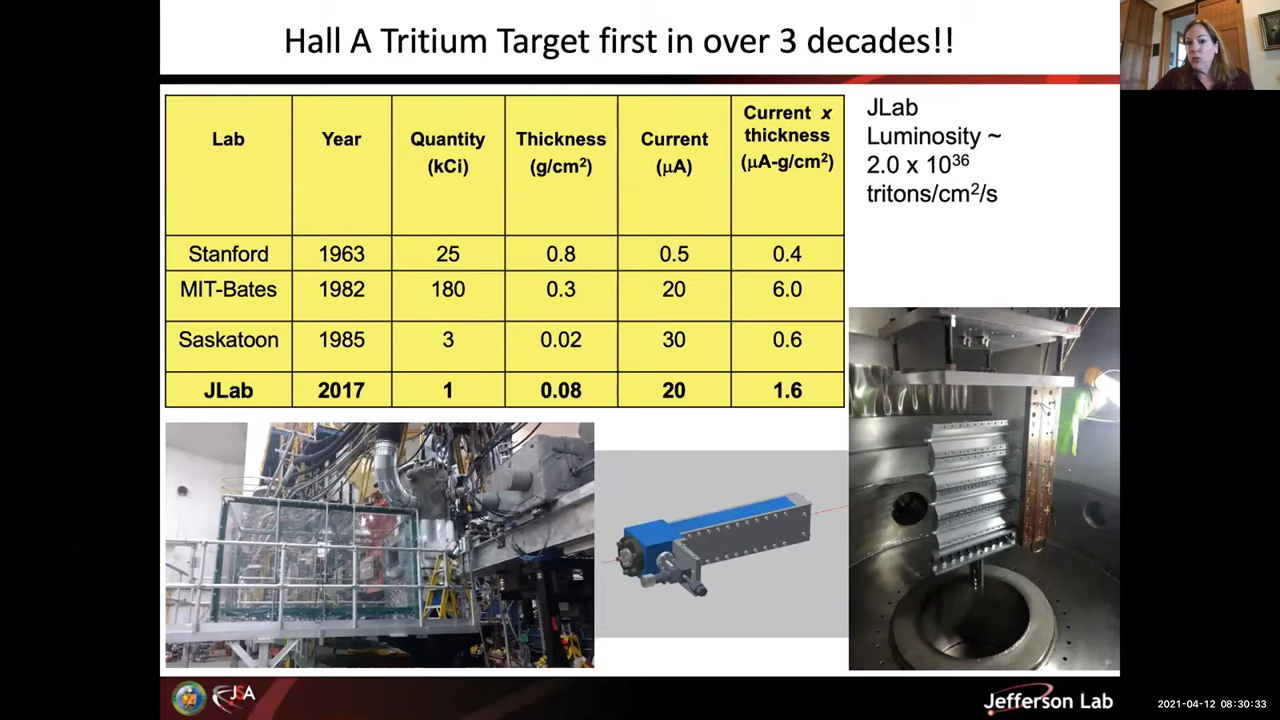 Hall A Tritium Target first in over 3 decades!!
Lab Year Quantity (kCi) Thickness (g/cm²) Current (μA) Current x thickness (μA-g/cm²)
Stanford 1963 25 0.8 0.5 0.4
MIT-Bates 1982 180 0.3 20 6.0
Saskatoon 1985 3 0.02 30 0.6
JLab 2017 1 0.08 20 1.6
JLab
Luminosity ~
2.0 x 10³⁶
tritons/cm²/s
JSA
Jefferson Lab
2021-04-12 08:30:33